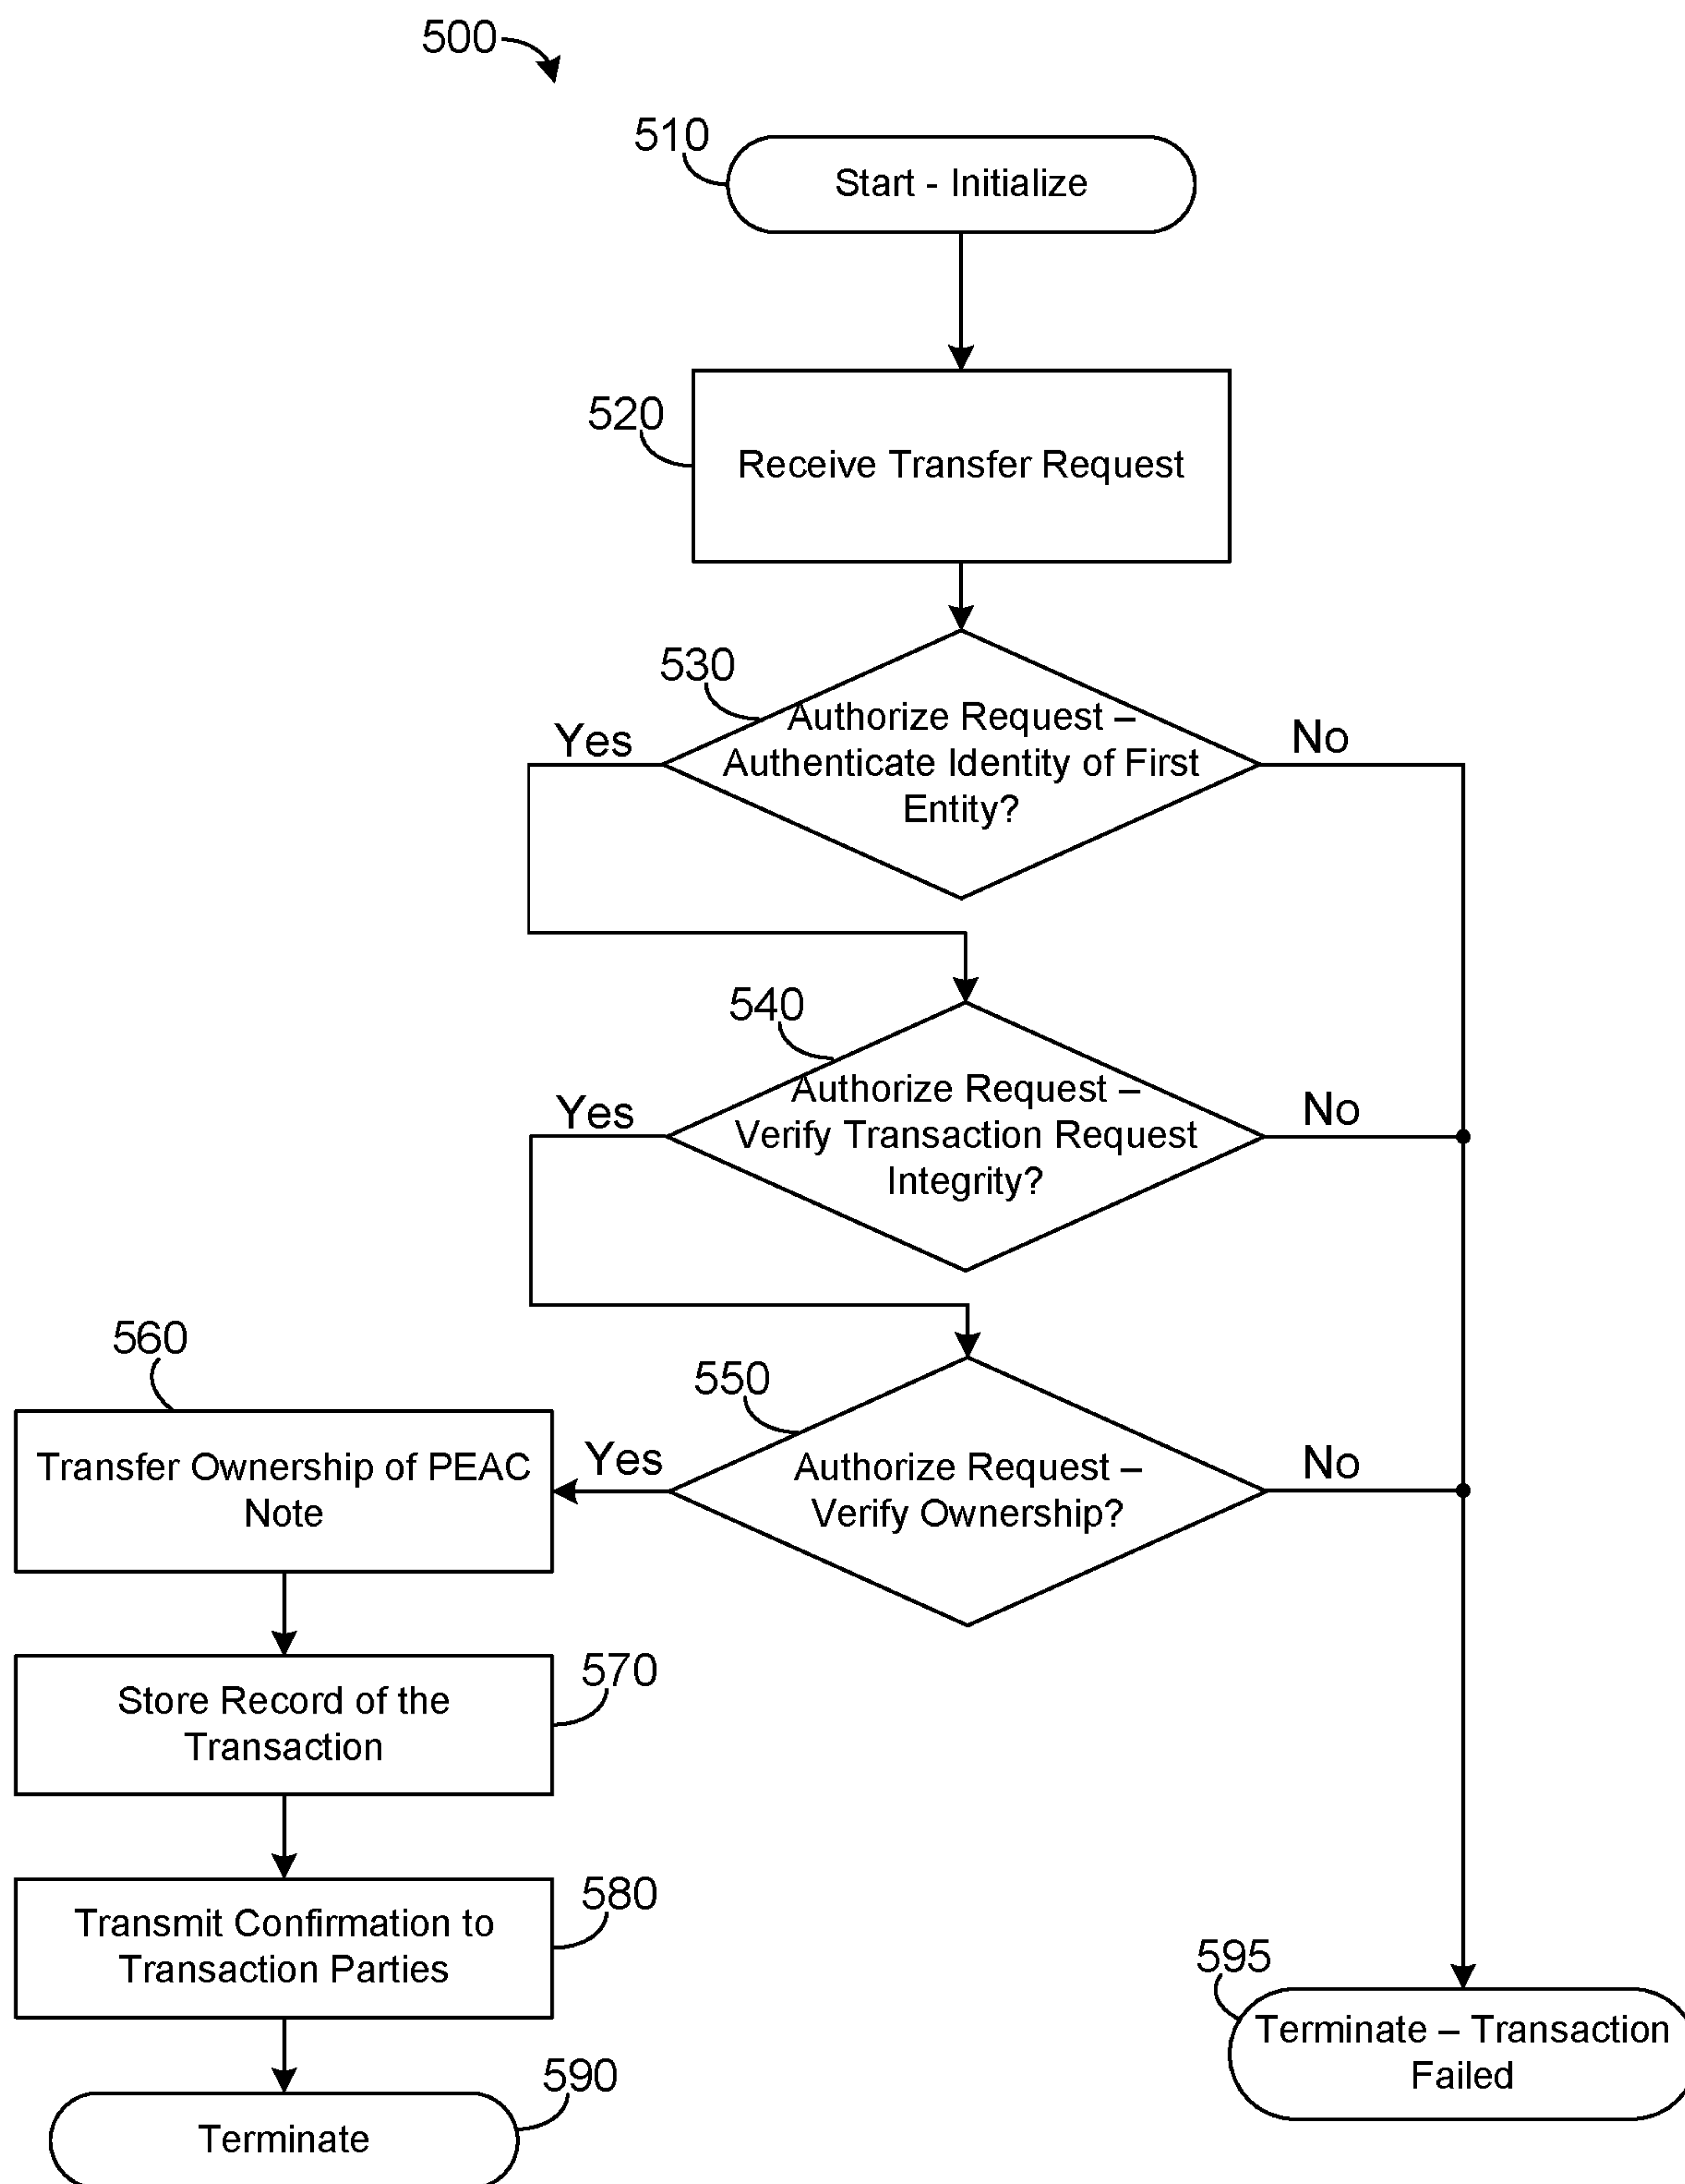 500
510
Start - Initialize
520
Receive Transfer Request
530
Authorize Request –
Authenticate Identity of First
Entity?
Yes
No
540
Authorize Request –
Verify Transaction Request
Integrity?
Yes
No
550
Authorize Request –
Verify Ownership?
Yes
No
560
Transfer Ownership of PEAC
Note
570
Store Record of the
Transaction
580
Transmit Confirmation to
Transaction Parties
590
Terminate
595
Terminate – Transaction
Failed